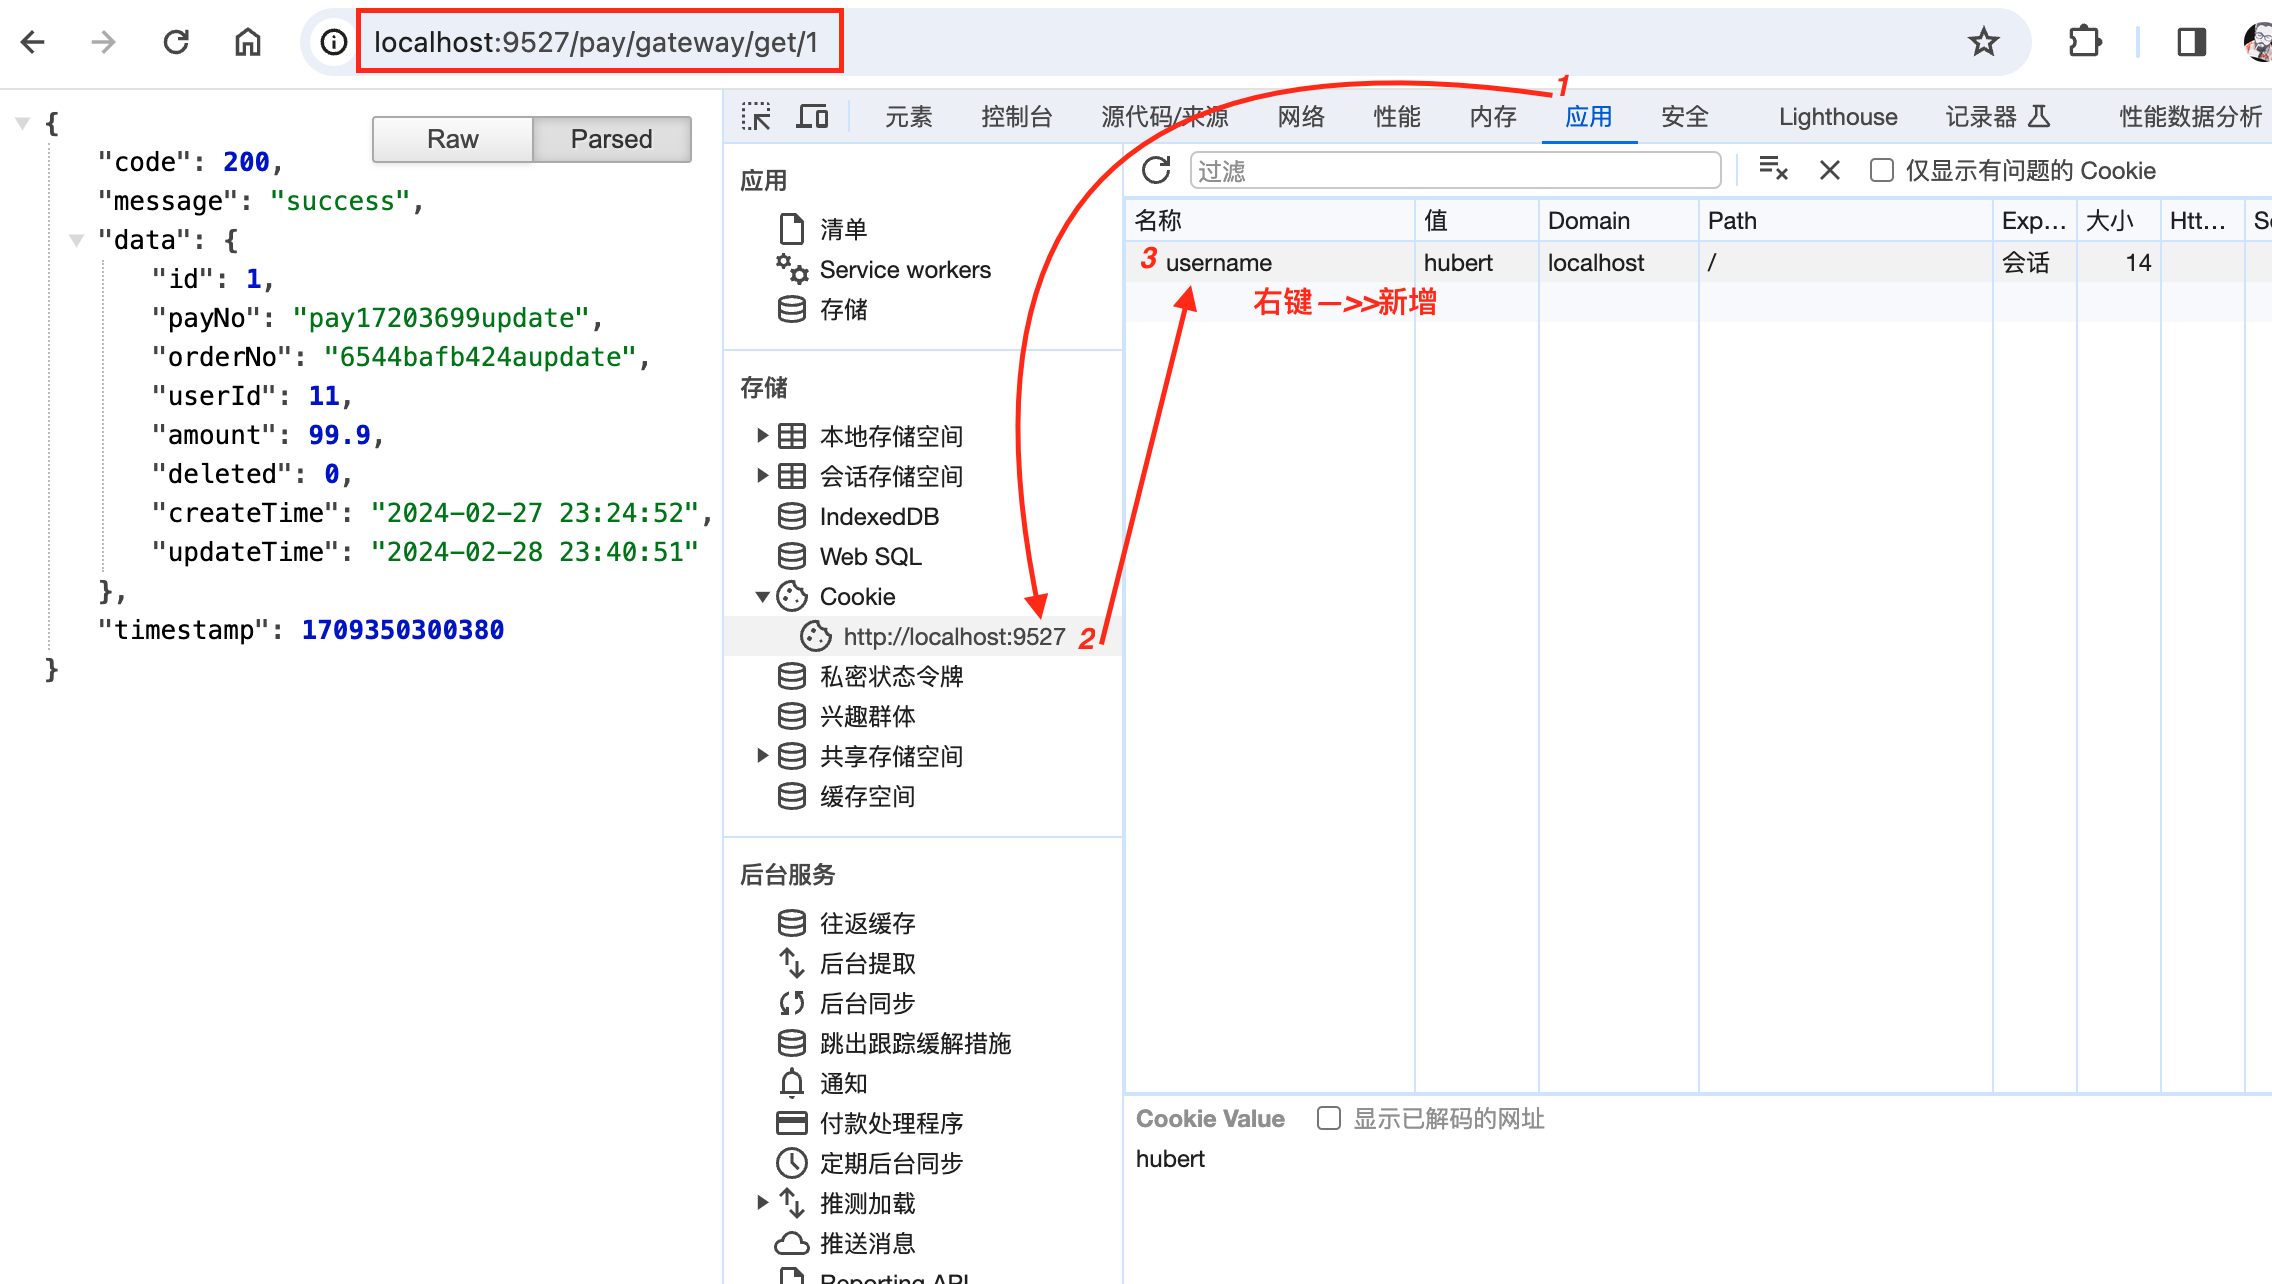 localhost:9527/pay/gateway/get/1
1
元素 控制台 源代码/来源 网络 性能 内存 应用 安全 Lighthouse 记录器 性能数据分析
Raw Parsed
{
"code": 200,
"message": "success",
"data": {
"id": 1,
"payNo": "pay17203699update",
"orderNo": "6544bafb424aupdate",
"userId": 11,
"amount": 99.9,
"deleted": 0,
"createTime": "2024-02-27 23:24:52",
"updateTime": "2024-02-28 23:40:51"
},
"timestamp": 1709350300380
}
应用
清单
Service workers
存储
存储
本地存储空间
会话存储空间
IndexedDB
Web SQL
Cookie
http://localhost:9527 2
私密状态令牌
兴趣群体
共享存储空间
缓存空间
后台服务
往返缓存
后台提取
后台同步
跳出跟踪缓解措施
通知
付款处理程序
定期后台同步
推测加载
推送消息
Reporting API
过滤 仅显示有问题的 Cookie
名称 值 Domain Path Exp... 大小 Htt...
3 username hubert localhost / 会话 14
右键—>>新增
Cookie Value 显示已解码的网址
hubert